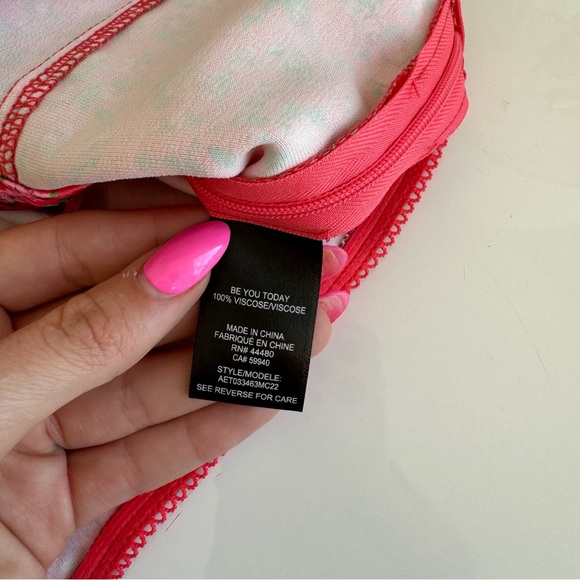 BE YOU TODAY
100% VISCOSE/VISCOSE
MADE IN CHINA
FABRIQUÉ EN CHINE
RN# 44480
CA# 59940
STYLE/MODELE:
AET033463MC22
SEE REVERSE FOR CARE